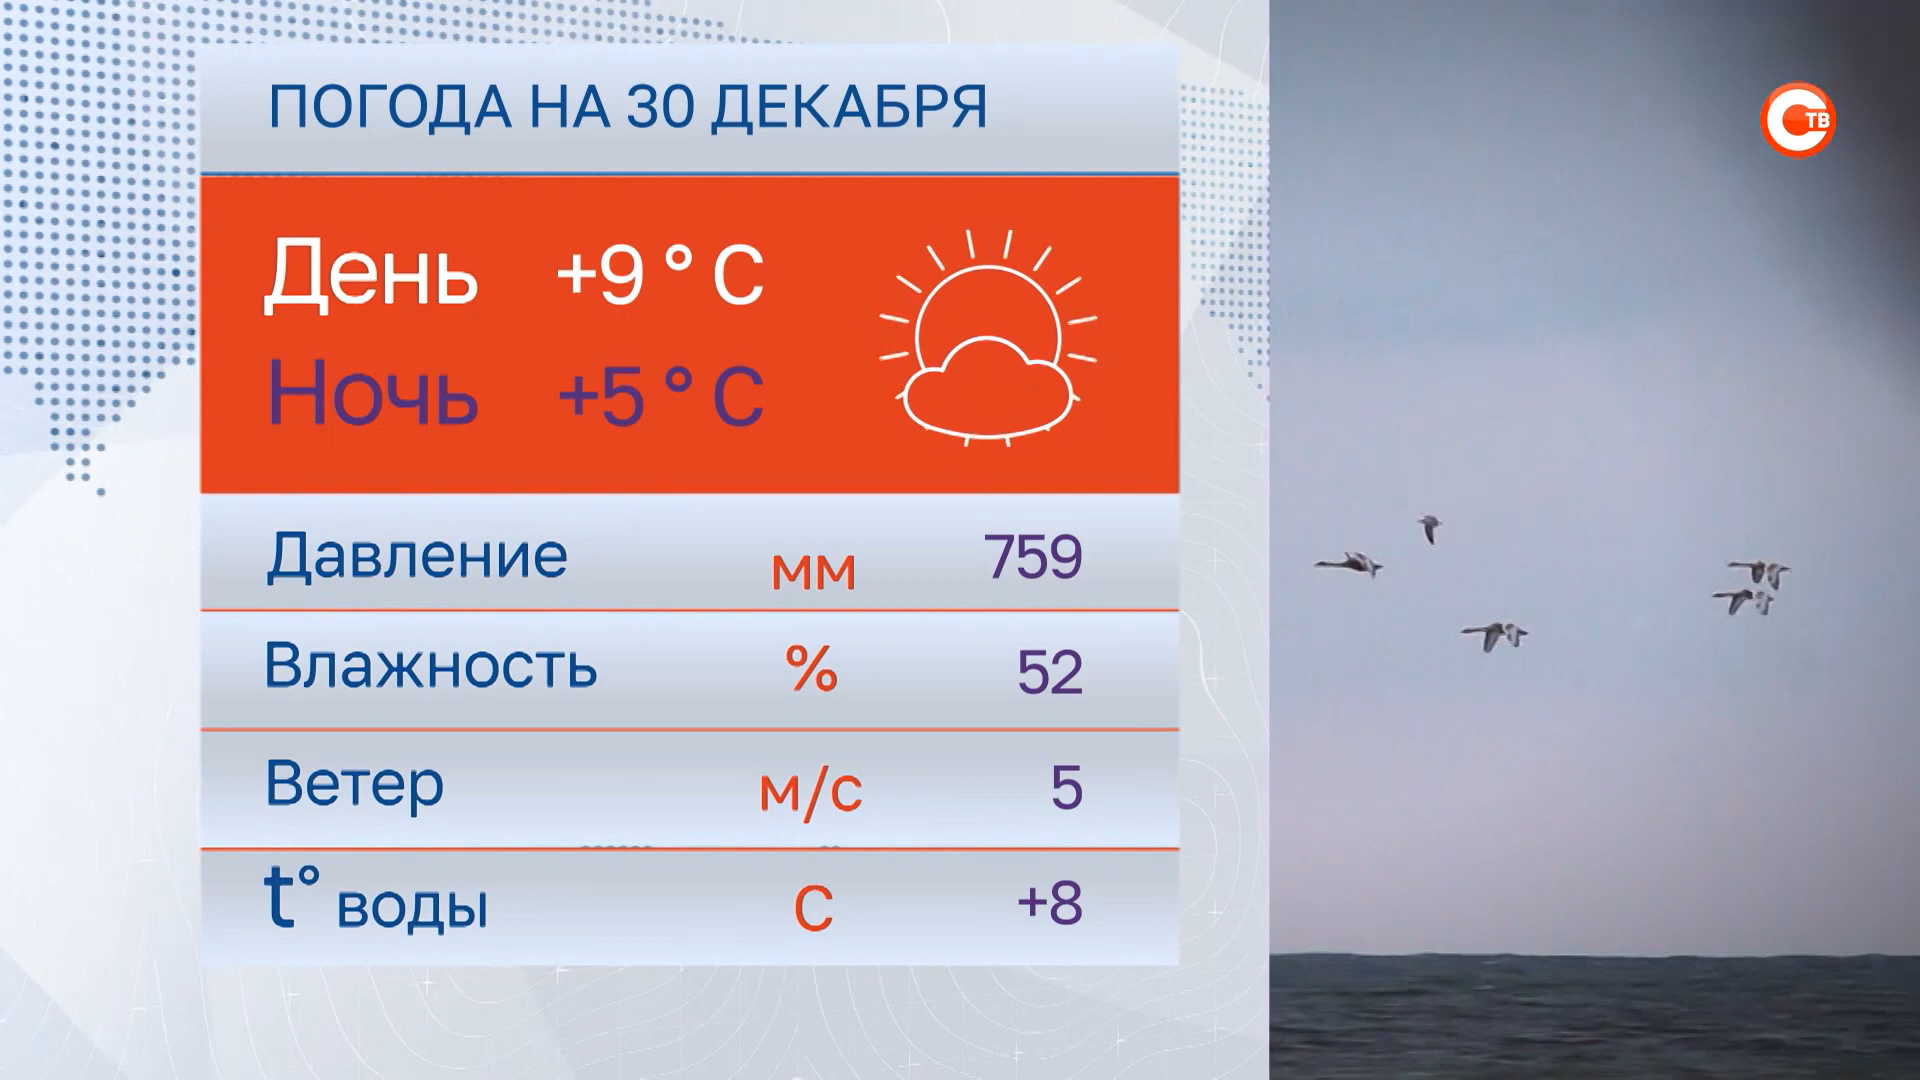 ПОГОДА НА 30 ДЕКАБРЯ
ТВ
День +9 ° C
Ночь +5 ° C
Давление мм 759
Влажность % 52
Ветер м/с 5
t° воды С +8